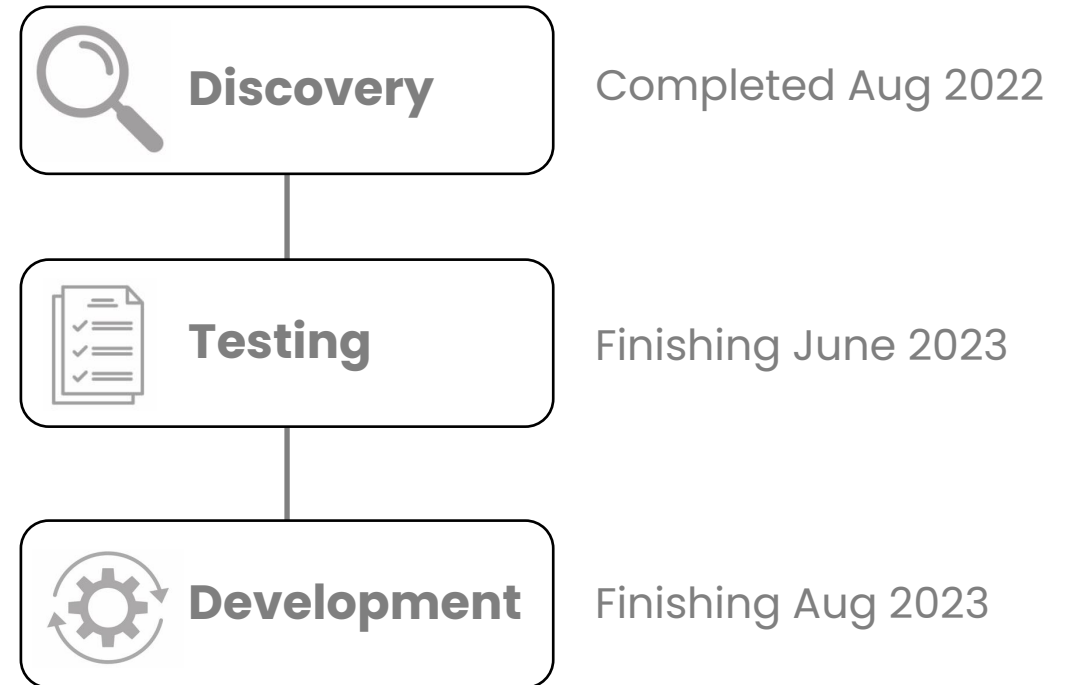 Discovery
Completed Aug 2022
Testing
Finishing June 2023
Development
Finishing Aug 2023